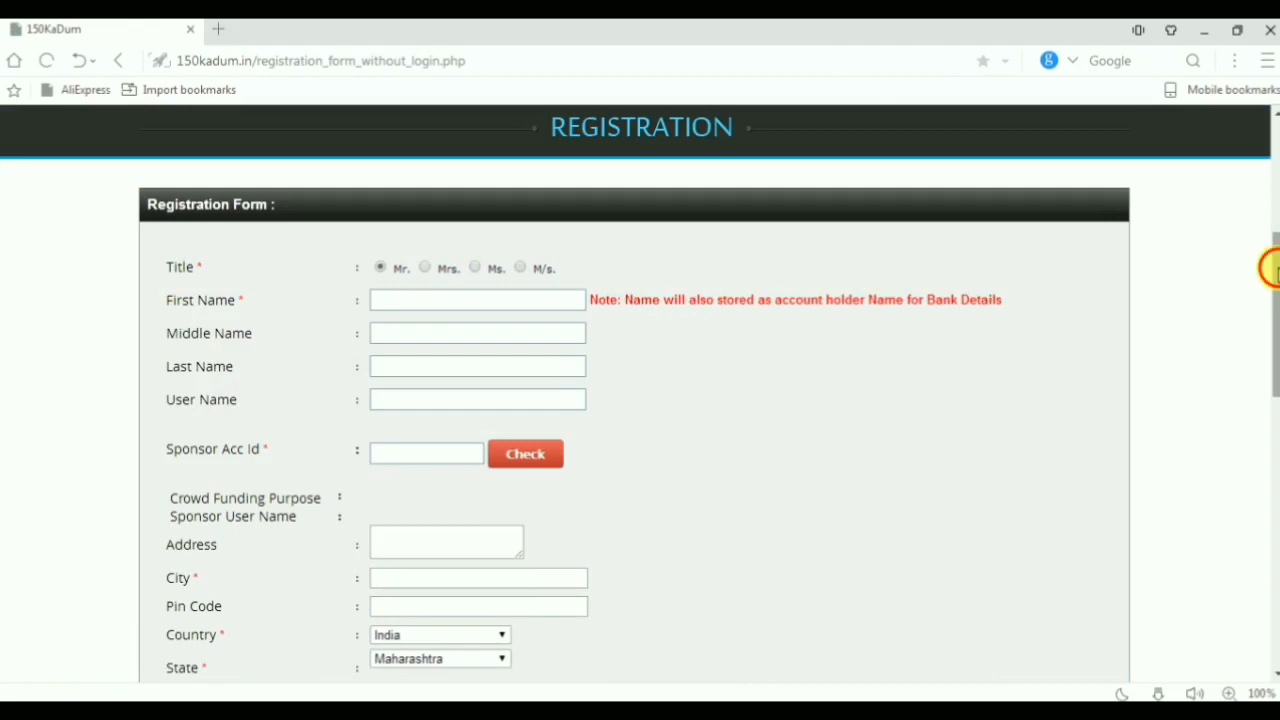 150KaDum
150kadum.in/registration_form_without_login.php
g Google
AliExpress Import bookmarks Mobile bookmarks
REGISTRATION
Registration Form :
Title * : Mr. Mrs. Ms. M/s.
First Name * : Note: Name will also stored as account holder Name for Bank Details
Middle Name :
Last Name :
User Name :
Sponsor Acc Id * : Check
Crowd Funding Purpose :
Sponsor User Name :
Address :
City * :
Pin Code :
Country * : India
State * : Maharashtra
100%